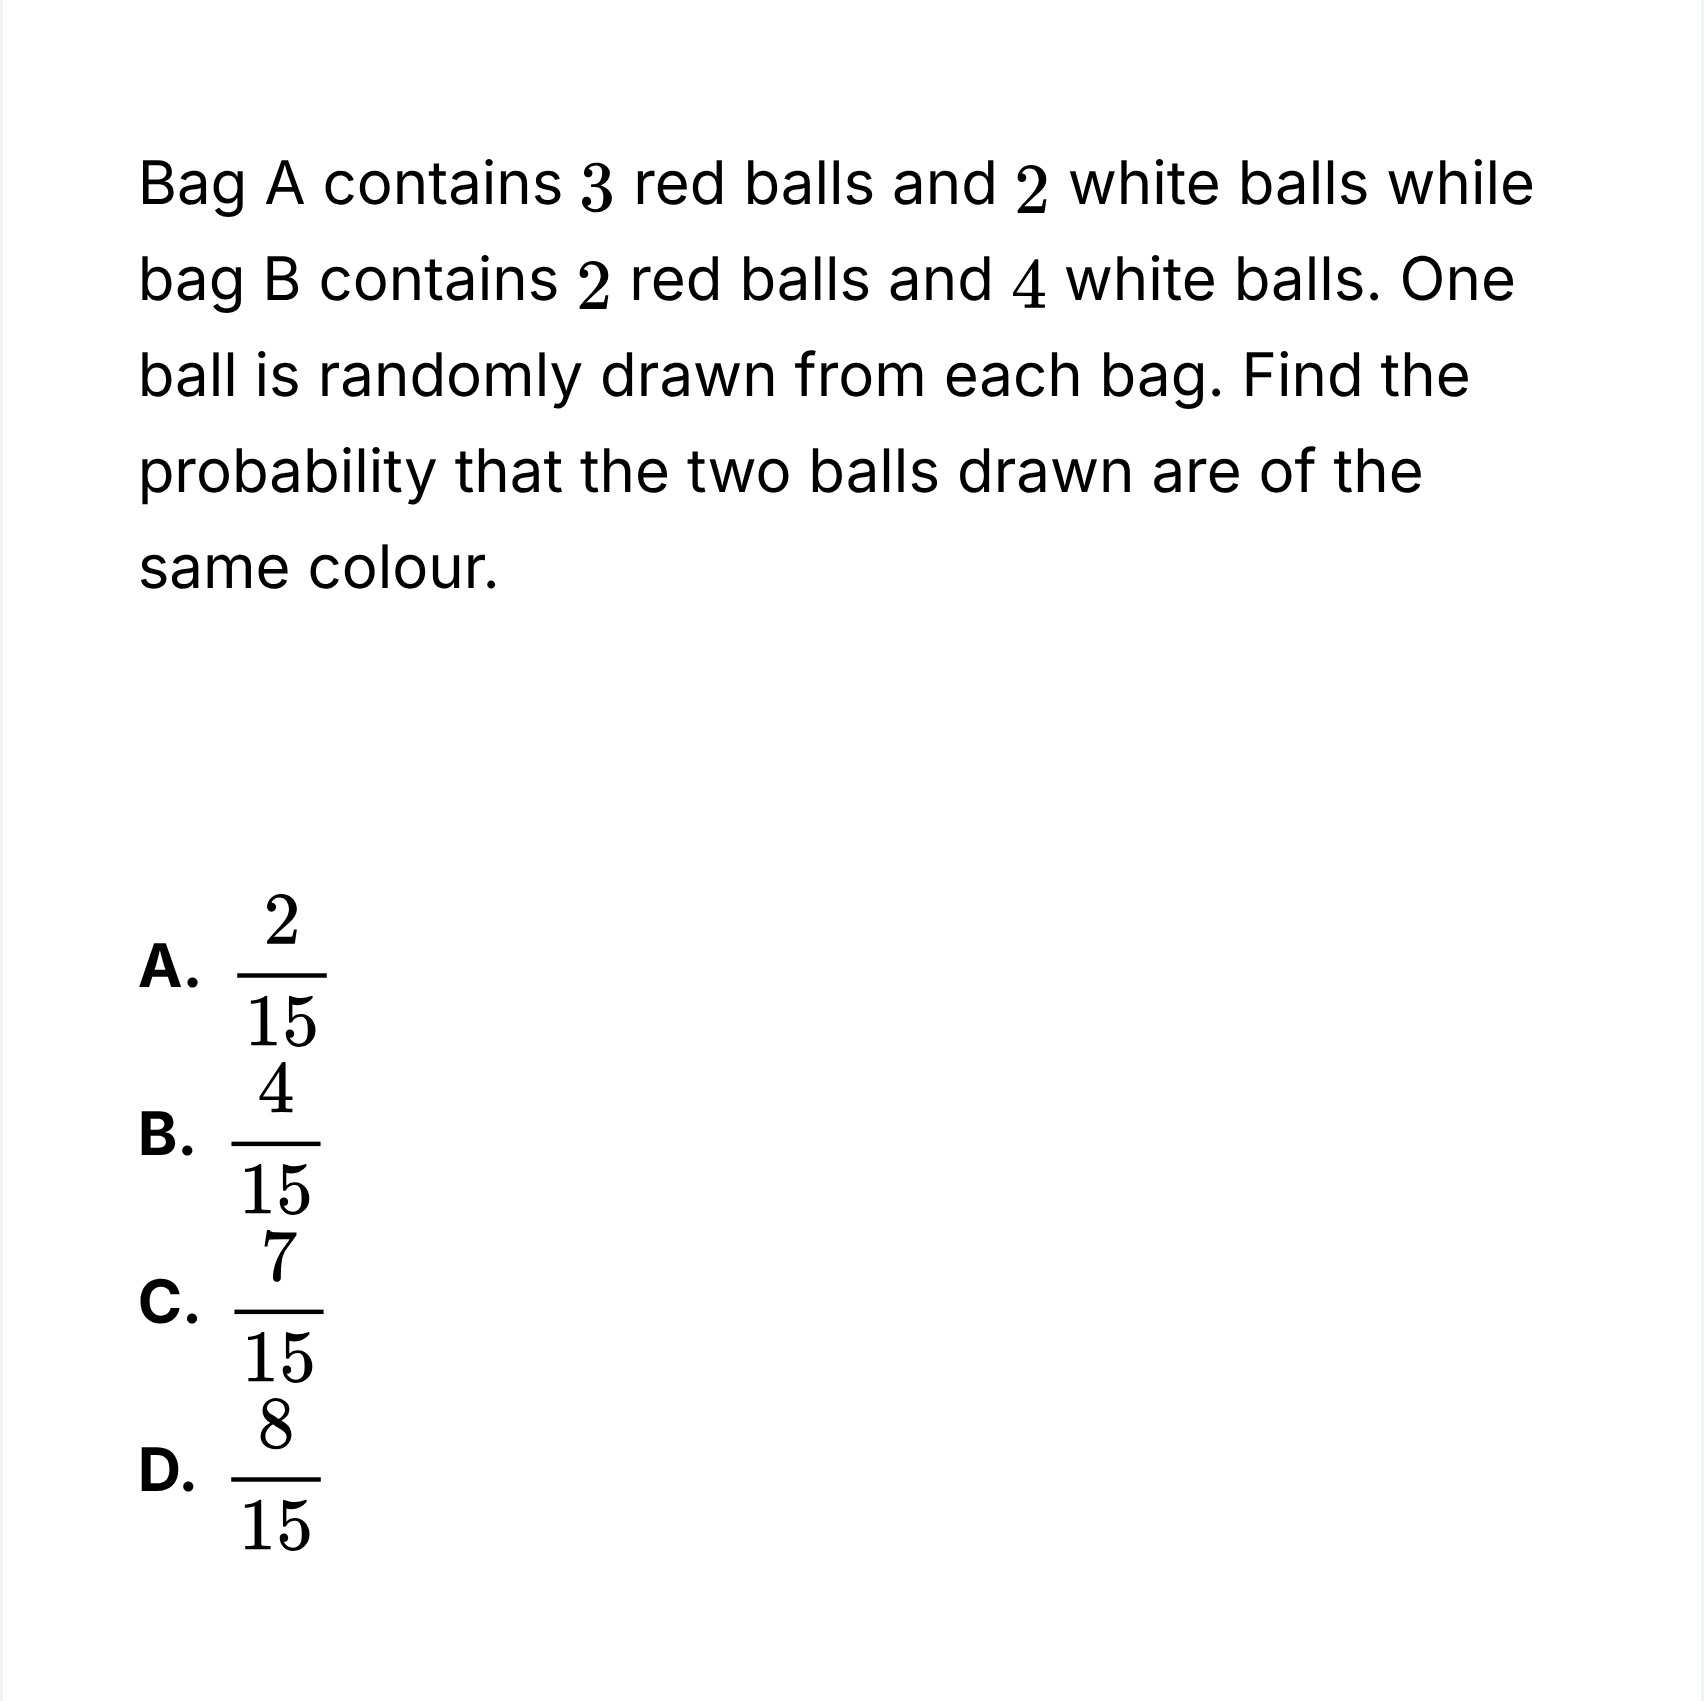 Bag A contains 3 red balls and 2 white balls while
bag B contains 2 red balls and 4 white balls. One
ball is randomly drawn from each bag. Find the
probability that the two balls drawn are of the
same colour.
A. 2/15
B. 4/15
C. 7/15
D. 8/15